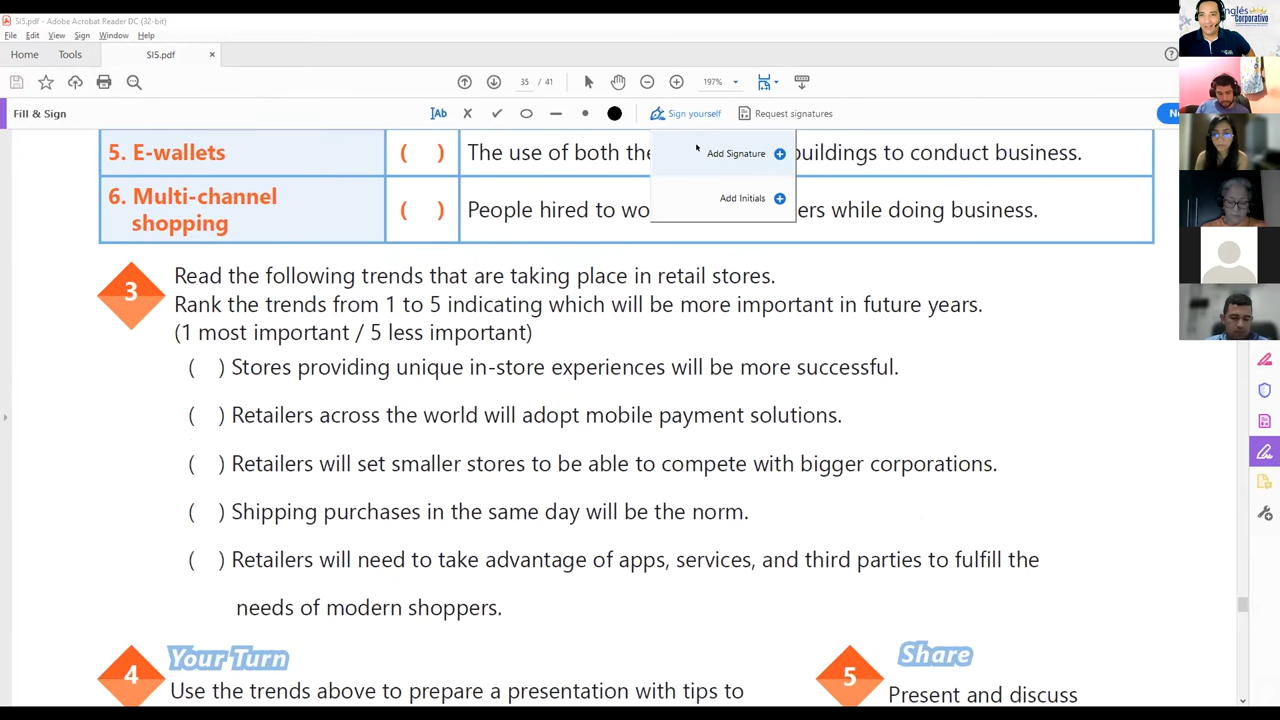 SI5.pdf - Adobe Acrobat Reader DC (32-bit)
File Edit View Sign Window Help
Home Tools SI5.pdf ×
35 / 41 197%
Fill & Sign Ab Sign yourself Request signatures
Add Signature
Add Initials
Inglés
Corporativo
5. E-wallets ( ) The use of both the buildings to conduct business.
6. Multi-channel
shopping ( ) People hired to wo ers while doing business.
3 Read the following trends that are taking place in retail stores.
Rank the trends from 1 to 5 indicating which will be more important in future years.
(1 most important / 5 less important)
( ) Stores providing unique in-store experiences will be more successful.
( ) Retailers across the world will adopt mobile payment solutions.
( ) Retailers will set smaller stores to be able to compete with bigger corporations.
( ) Shipping purchases in the same day will be the norm.
( ) Retailers will need to take advantage of apps, services, and third parties to fulfill the
needs of modern shoppers.
4 Your Turn
Use the trends above to prepare a presentation with tips to
5 Share
Present and discuss